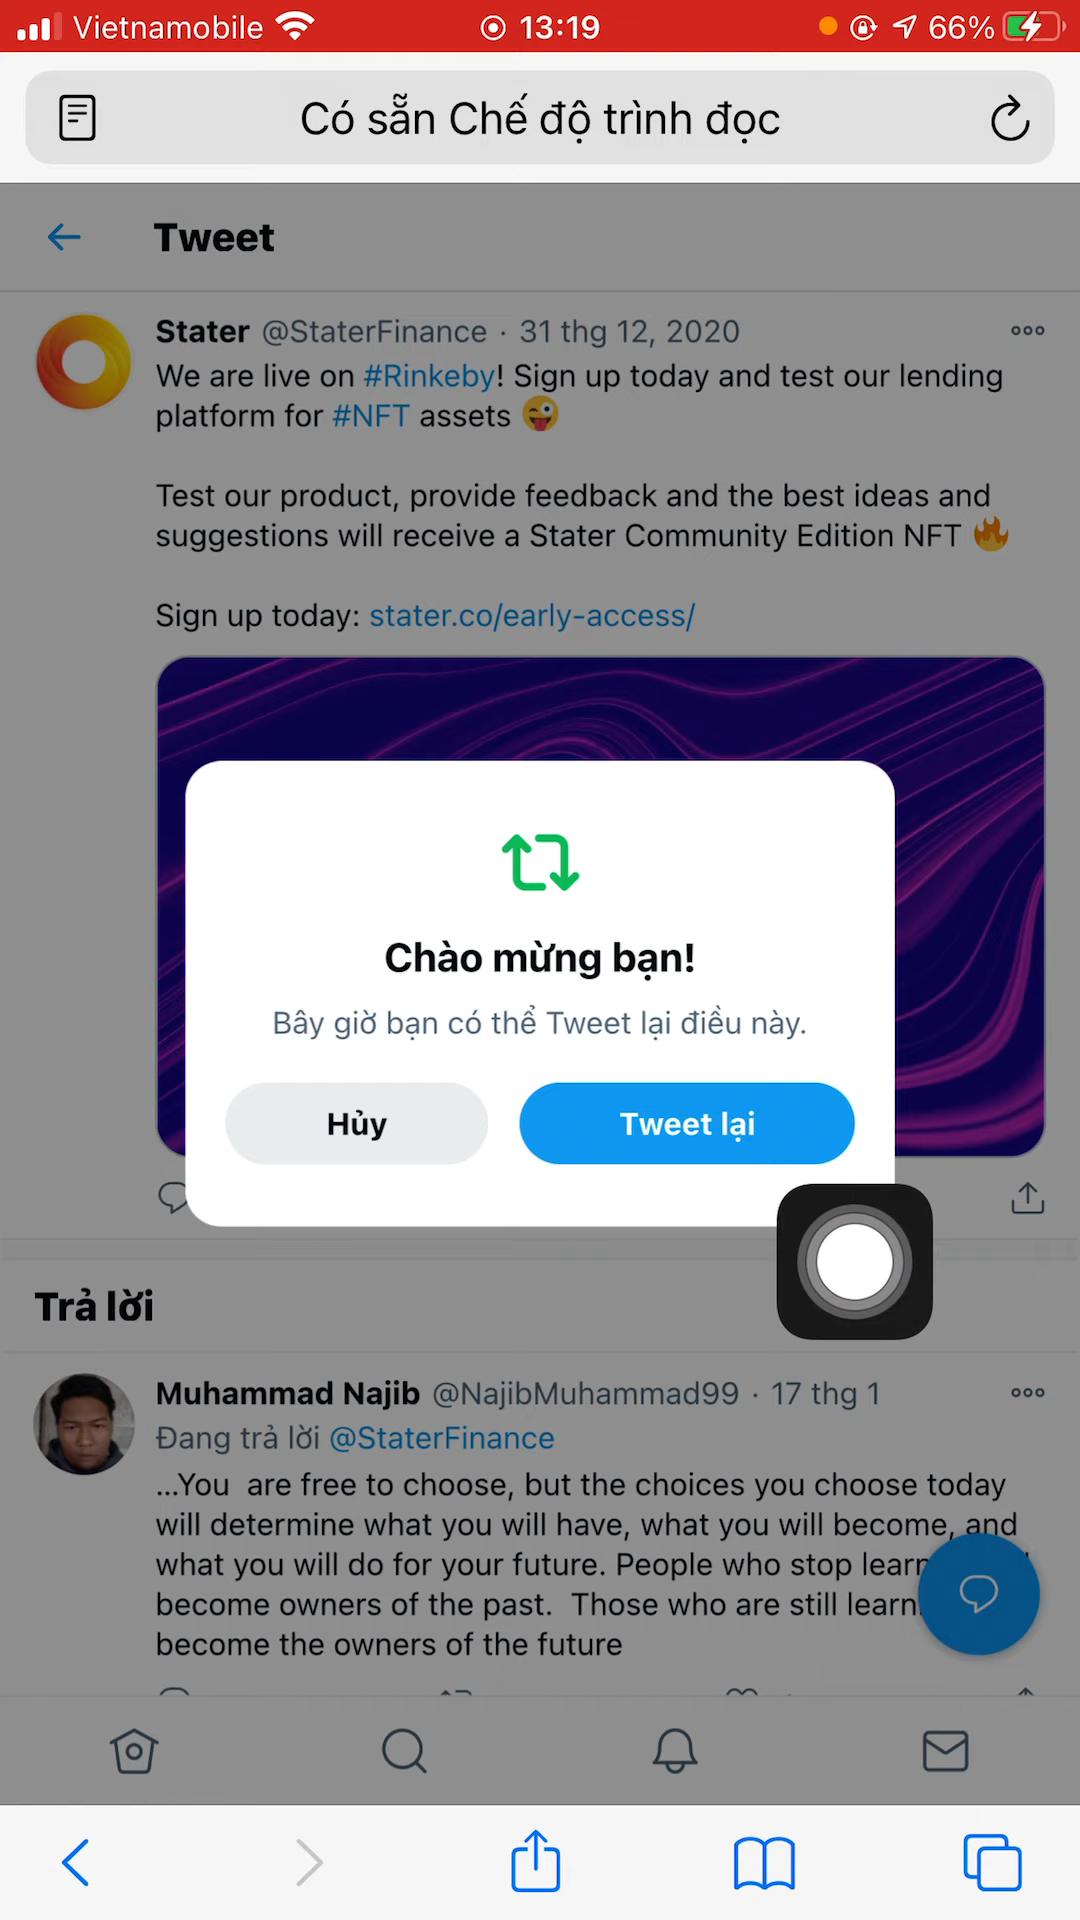 Vietnamobile 13:19 66%
Có sẵn Chế độ trình đọc
Tweet
Stater @StaterFinance · 31 thg 12, 2020
We are live on #Rinkeby! Sign up today and test our lending
platform for #NFT assets 😜
Test our product, provide feedback and the best ideas and
suggestions will receive a Stater Community Edition NFT 🔥
Sign up today: stater.co/early-access/
Chào mừng bạn!
Bây giờ bạn có thể Tweet lại điều này.
Hủy
Tweet lại
Trả lời
Muhammad Najib @NajibMuhammad99 · 17 thg 1
Đang trả lời @StaterFinance
...You are free to choose, but the choices you choose today
will determine what you will have, what you will become, and
what you will do for your future. People who stop learn
become owners of the past. Those who are still learn
become the owners of the future